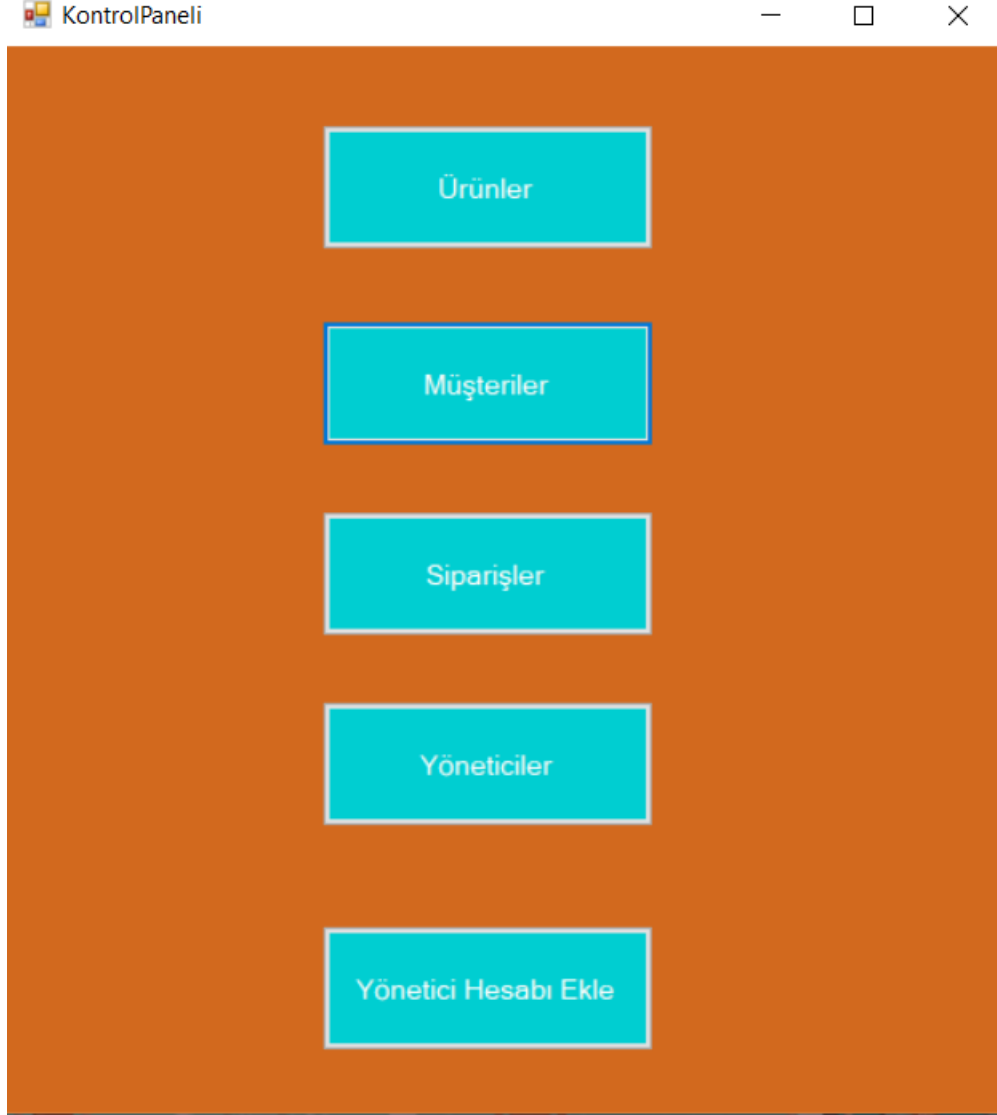 KontrolPaneli
Ürünler
Müşteriler
Siparişler
Yöneticiler
Yönetici Hesabı Ekle